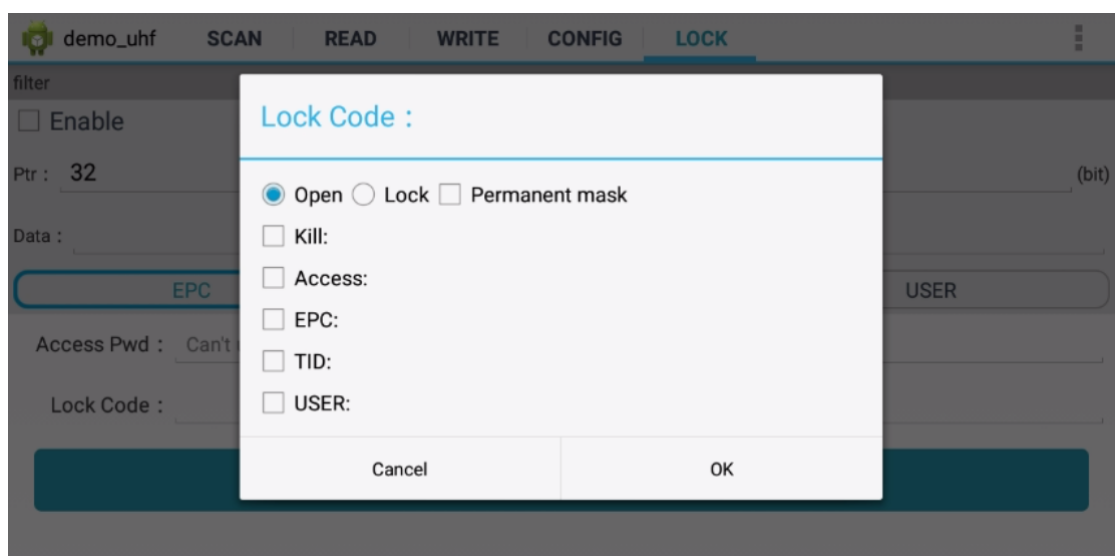 demo_uhf SCAN READ WRITE CONFIG LOCK
filter
Enable
Lock Code :
Ptr : 32 (bit)
Open Lock Permanent mask
Data :
Kill:
Access:
EPC USER
EPC:
Access Pwd : Can't
TID:
Lock Code :
USER:
Cancel OK